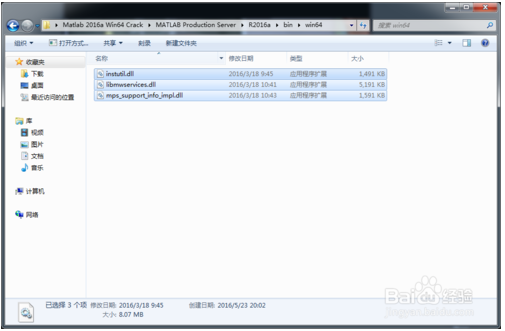 Matlab 2016a Win64 Crack ▸ MATLAB Production Server ▸ R2016a ▸ bin ▸ win64
搜索 win64
组织 打开方式... 共享 刻录 新建文件夹
名称 修改日期 类型 大小
instutil.dll 2016/3/18 9:45 应用程序扩展 1,491 KB
libmwservices.dll 2016/3/18 10:41 应用程序扩展 5,191 KB
mps_support_info_impl.dll 2016/3/18 10:43 应用程序扩展 1,591 KB
收藏夹
下载
桌面
最近访问的位置
库
视频
图片
文档
音乐
计算机
网络
已选择 3 个项 修改日期: 2016/3/18 9:45 创建日期: 2016/5/23 20:02
大小: 8.07 MB
Baidu 经验
jingyan.baidu.com